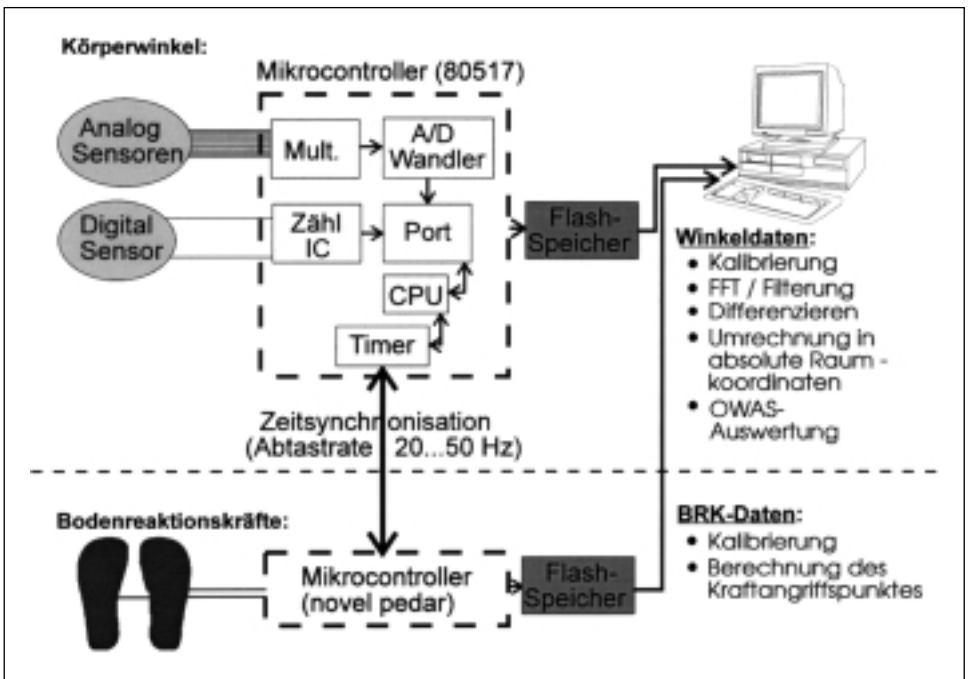 Körperwinkel:
Mikrocontroller (80517)
Analog
Sensoren
Mult.
A/D
Wandler
Digital
Sensor
Zähl
IC
Port
CPU
Timer
Flash-
Speicher
Winkeldaten:
• Kalibrierung
• FFT / Filterung
• Differenzieren
• Umrechnung in
absolute Raum -
koordinaten
• OWAS-
Auswertung
Zeitsynchronisation
(Abtastrate 20...50 Hz)
Bodenreaktionskräfte:
Mikrocontroller
(novel pedar)
Flash-
Speicher
BRK-Daten:
• Kalibrierung
• Berechnung des
Kraftangriffspunktes